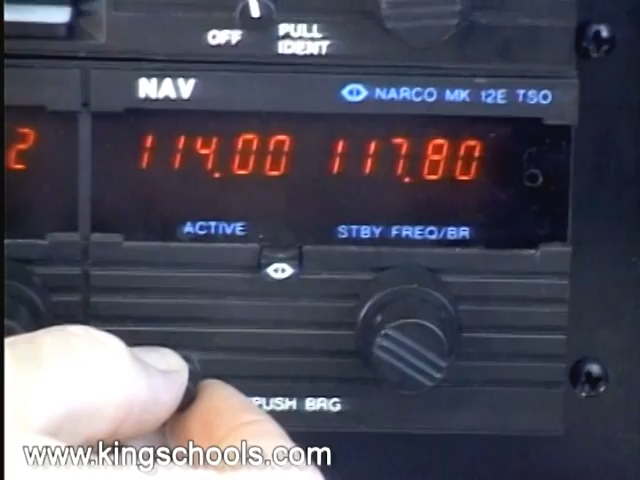 OFF PULL
IDENT
NAV NARCO MK 12E TSO
2 114.00 117.80
ACTIVE STBY FREQ/BR
PUSH BRG
www.kingschools.com